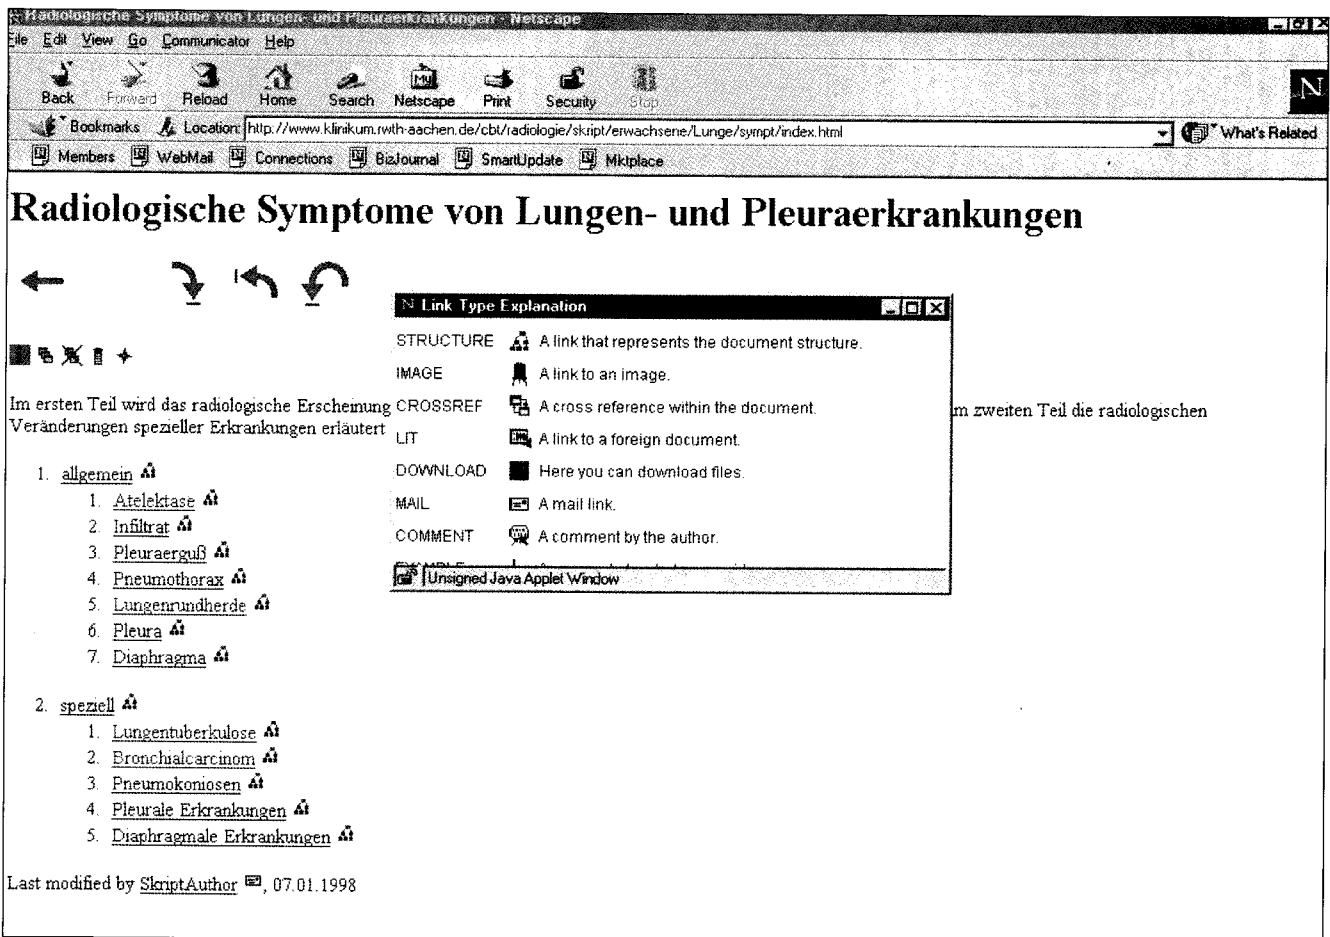 Radiologische Symptome von Lungen- und Pleuraerkrankungen - Netscape
File Edit View Go Communicator Help
Back Forward Reload Home Search Netscape Print Security Stop
Bookmarks Location: http://www.klinikum.rwth-aachen.de/cbt/radiologie/skript/erwachsene/Lunge/sympt/index.html What's Related
Members WebMail Connections BizJournal SmartUpdate Mktplace
Radiologische Symptome von Lungen- und Pleuraerkrankungen
Link Type Explanation
STRUCTURE A link that represents the document structure.
IMAGE A link to an image.
CROSSREF A cross reference within the document.
LIT A link to a foreign document.
DOWNLOAD Here you can download files.
MAIL A mail link.
COMMENT A comment by the author.
Unsigned Java Applet Window
Im ersten Teil wird das radiologische Erscheinung m zweiten Teil die radiologischen
Veränderungen spezieller Erkrankungen erläutert
1. allgemein
1. Atelektase
2. Infiltrat
3. Pleuraerguß
4. Pneumothorax
5. Lungenrundherde
6. Pleura
7. Diaphragma
2. speziell
1. Lungentuberkulose
2. Bronchialcarcinom
3. Pneumokoniosen
4. Pleurale Erkrankungen
5. Diaphragmale Erkrankungen
Last modified by SkriptAuthor , 07.01.1998